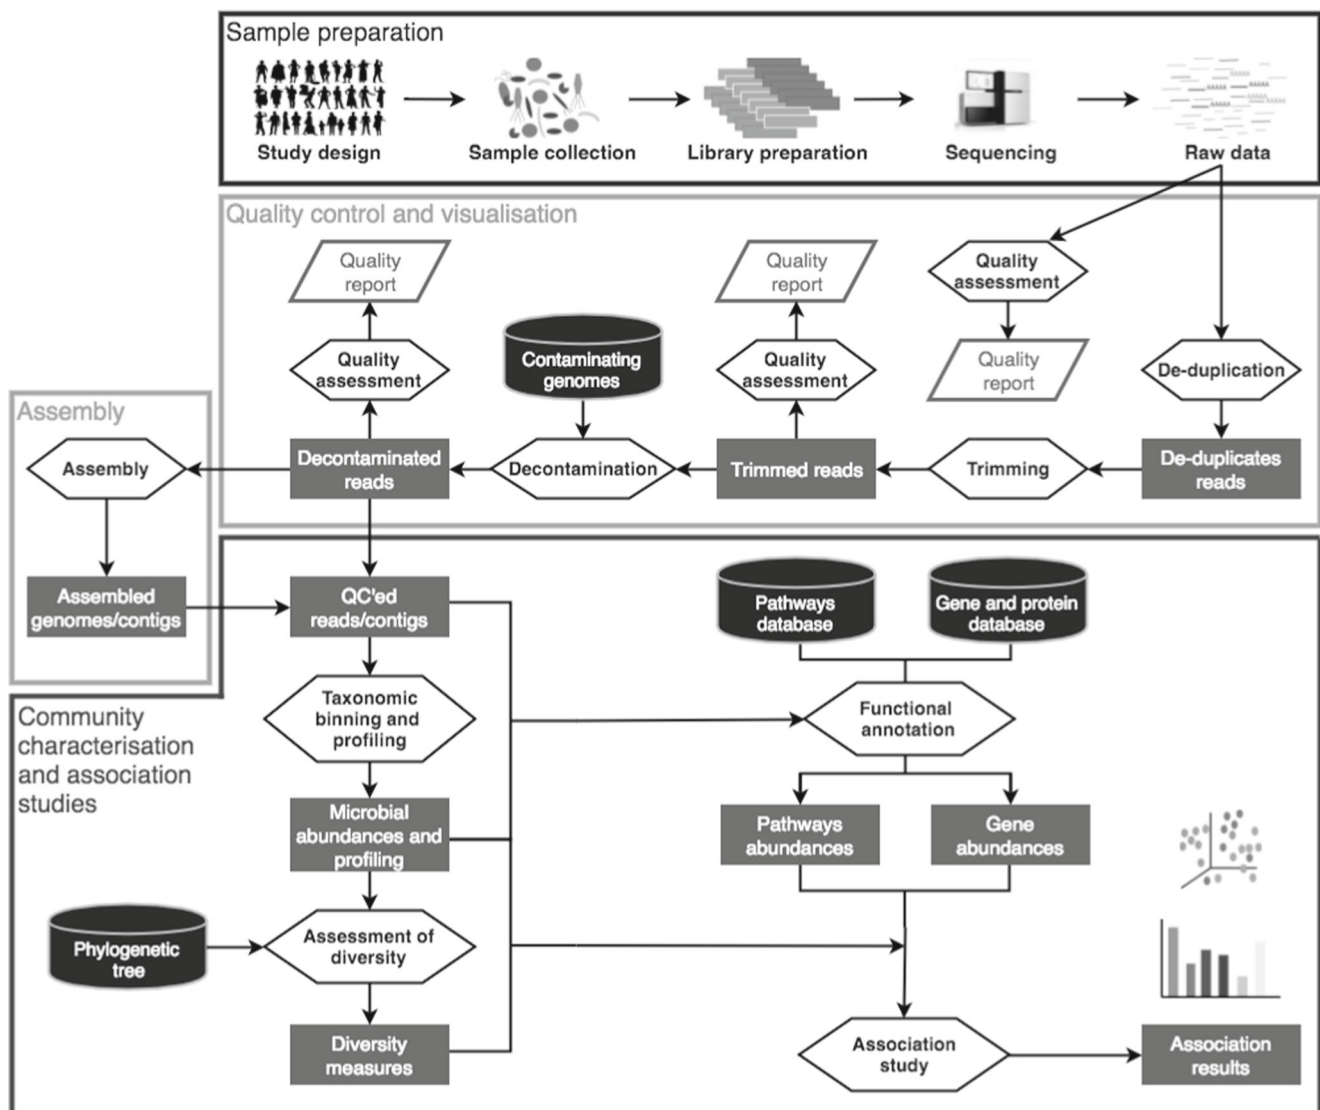 Sample preparation
Study design
Sample collection
Library preparation
Sequencing
Raw data
Quality control and visualisation
Quality
report
Quality
report
Quality
assessment
Quality
assessment
Contaminating
genomes
Quality
assessment
Quality
report
De-duplication
Assembly
Assembly
Decontaminated
reads
Decontamination
Trimmed reads
Trimming
De-duplicates
reads
Assembled
genomes/contigs
QC'ed
reads/contigs
Pathways
database
Gene and protein
database
Community
characterisation
and association
studies
Taxonomic
binning and
profiling
Functional
annotation
Microbial
abundances and
profiling
Pathways
abundances
Gene
abundances
Phylogenetic
tree
Assessment of
diversity
Diversity
measures
Association
study
Association
results